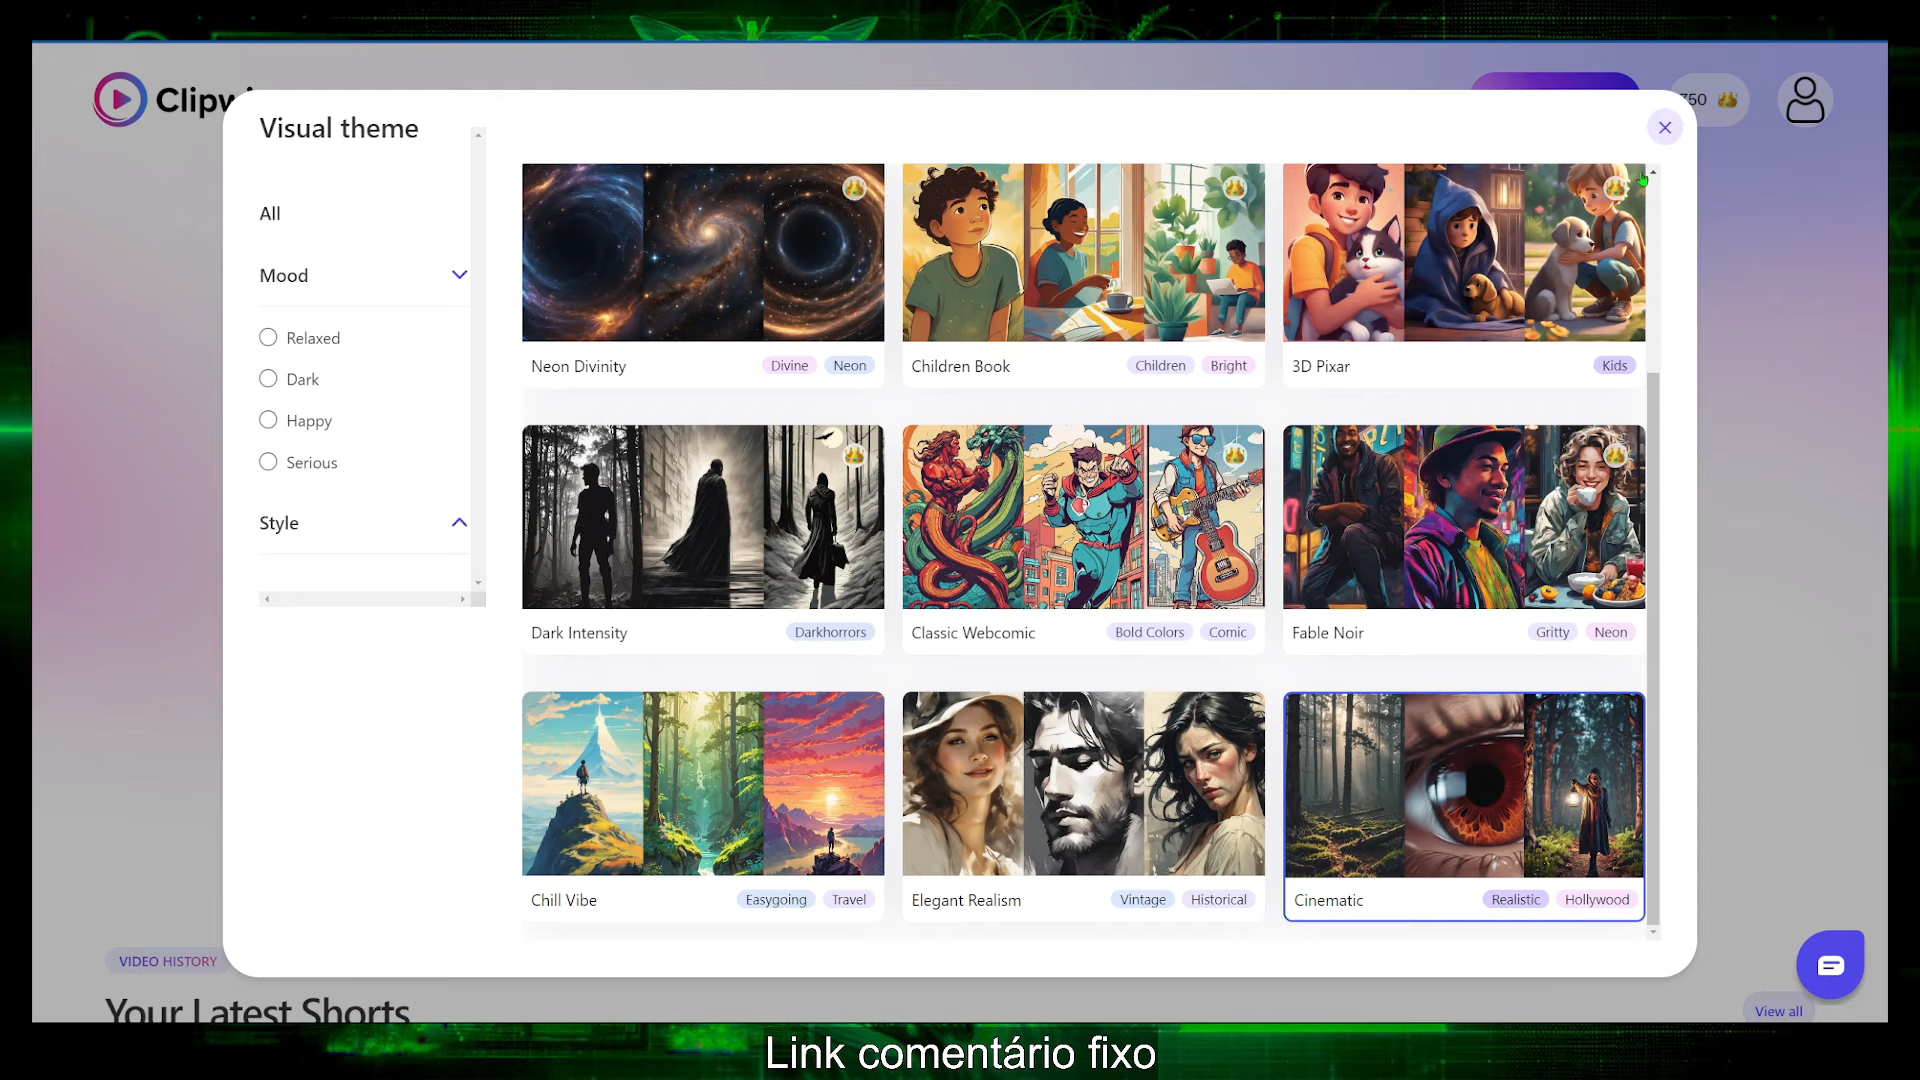 Visual theme
All
Mood
Relaxed
Dark
Happy
Serious
Style
Neon Divinity
Divine
Neon
Children Book
Children
Bright
3D Pixar
Kids
Dark Intensity
Darkhorrors
Classic Webcomic
Bold Colors
Comic
Fable Noir
Gritty
Neon
Chill Vibe
Easygoing
Travel
Elegant Realism
Vintage
Historical
Cinematic
Realistic
Hollywood
VIDEO HISTORY
Your Latest Shorts
View all
Link comentário fixo